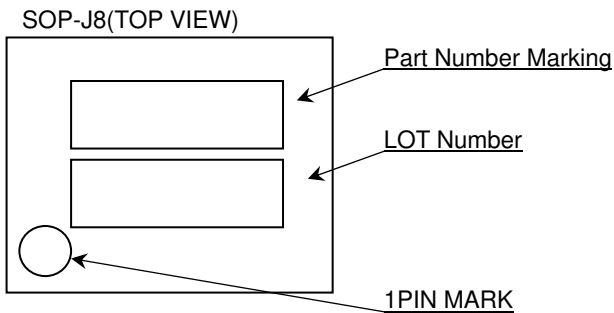 SOP-J8(TOP VIEW)
Part Number Marking
LOT Number
1PIN MARK